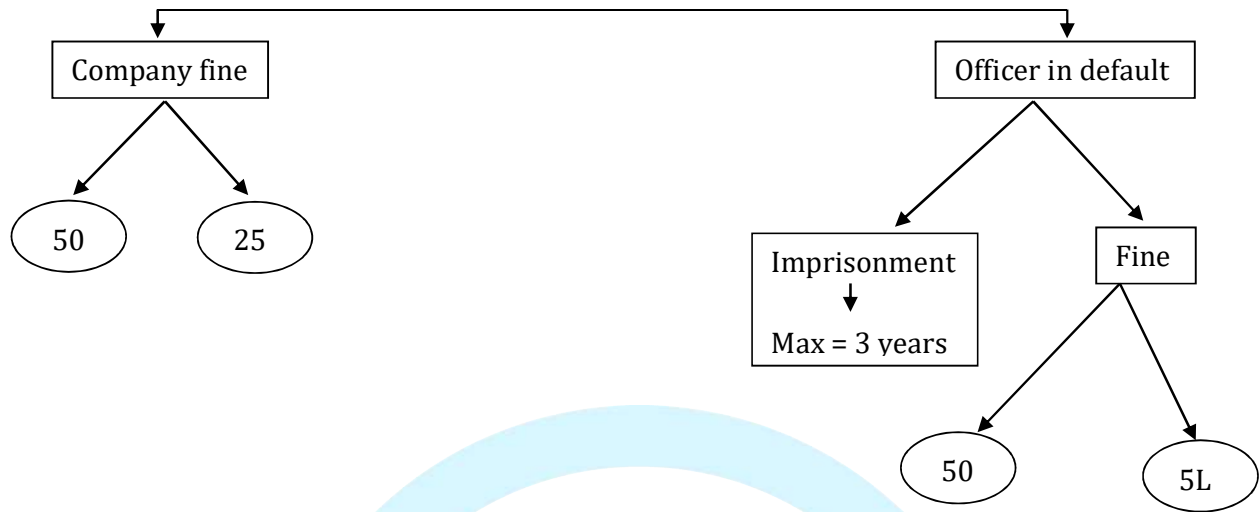 Company fine
Officer in default
50
25
Imprisonment
Max = 3 years
Fine
50
5L